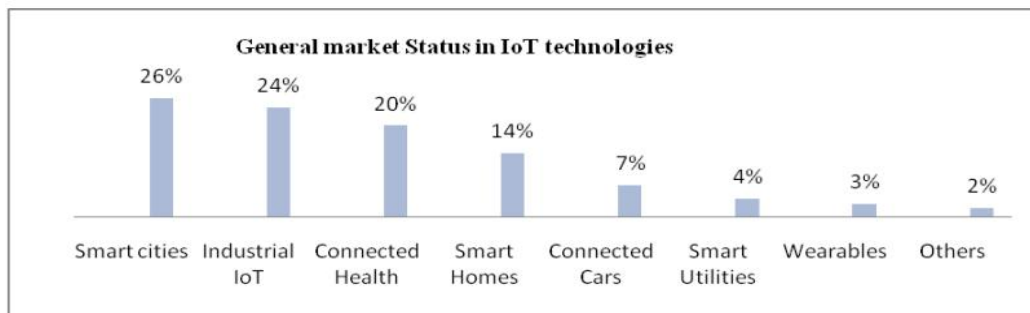 General market Status in IoT technologies
26%
24%
20%
14%
7%
4%
3%
2%
Smart cities
Industrial
IoT
Connected
Health
Smart
Homes
Connected
Cars
Smart
Utilities
Wearables
Others